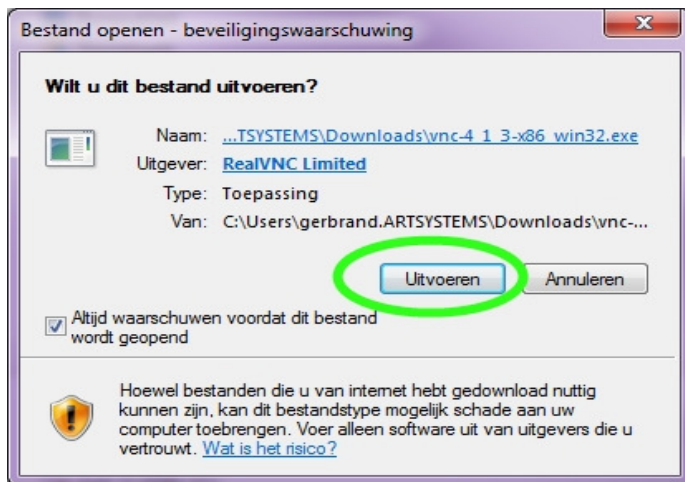 Bestand openen - beveiligingswaarschuwing
Wilt u dit bestand uitvoeren?
Naam: ...TSYSTEMS\Downloads\vnc-4_1_3-x86_win32.exe
Uitgever: RealVNC Limited
Type: Toepassing
Van: C:\Users\gerbrand.ARTSYSTEMS\Downloads\vnc-...
Uitvoeren Annuleren
Altijd waarschuwen voordat dit bestand
wordt geopend
Hoewel bestanden die u van internet hebt gedownload nuttig
kunnen zijn, kan dit bestandstype mogelijk schade aan uw
computer toebrengen. Voer alleen software uit van uitgevers die u
vertrouwt. Wat is het risico?